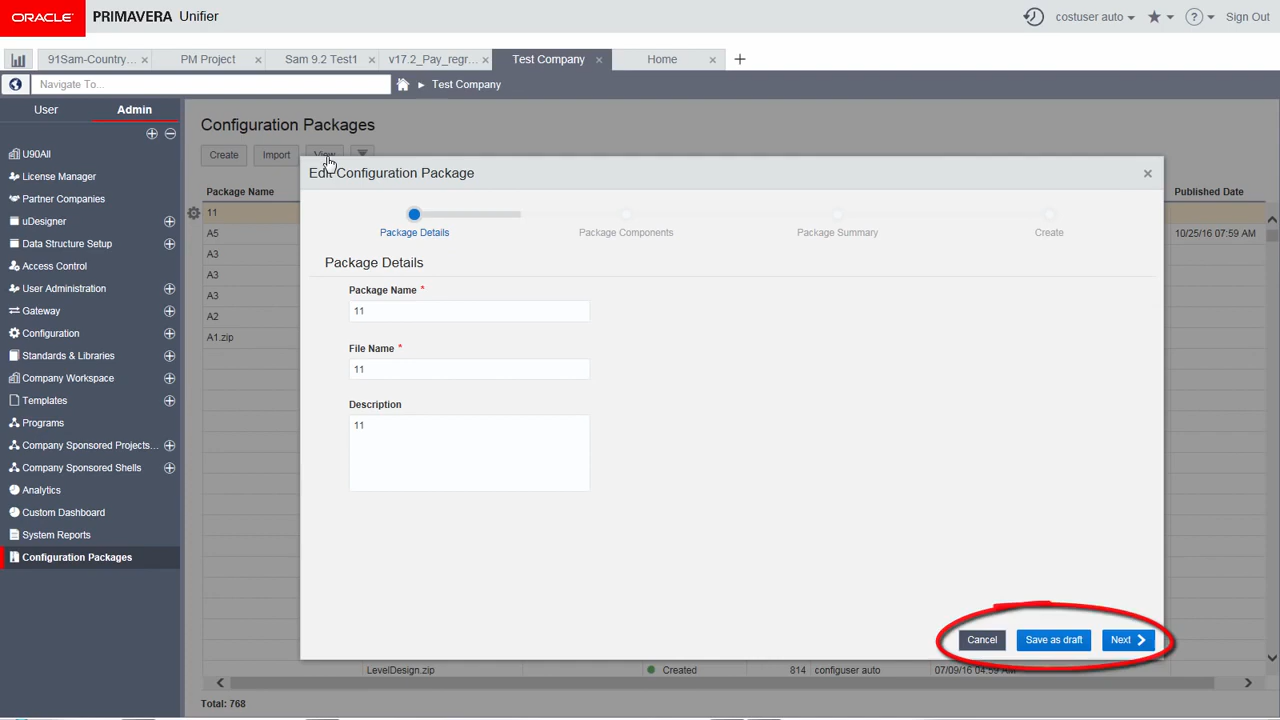 ORACLE PRIMAVERA Unifier costuser auto ? Sign Out
91Sam-Country... × PM Project × Sam 9.2 Test1 × v17.2_Pay_regr... × Test Company × Home × +
Navigate To... Test Company
User Admin
Configuration Packages
U90All
License Manager
Partner Companies
uDesigner
Data Structure Setup
Access Control
User Administration
Gateway
Configuration
Standards & Libraries
Company Workspace
Templates
Programs
Company Sponsored Projects...
Company Sponsored Shells
Analytics
Custom Dashboard
System Reports
Configuration Packages
Create Import View
Package Name Published Date
11
A5 10/25/16 07:59 AM
A3
A3
A3
A2
A1.zip
Edit Configuration Package ×
Package Details Package Components Package Summary Create
Package Details
Package Name *
11
File Name *
11
Description
11
Cancel Save as draft Next
LevelDesign.zip Created 814 configuser auto 07/09/16 04:59 AM
Total: 768